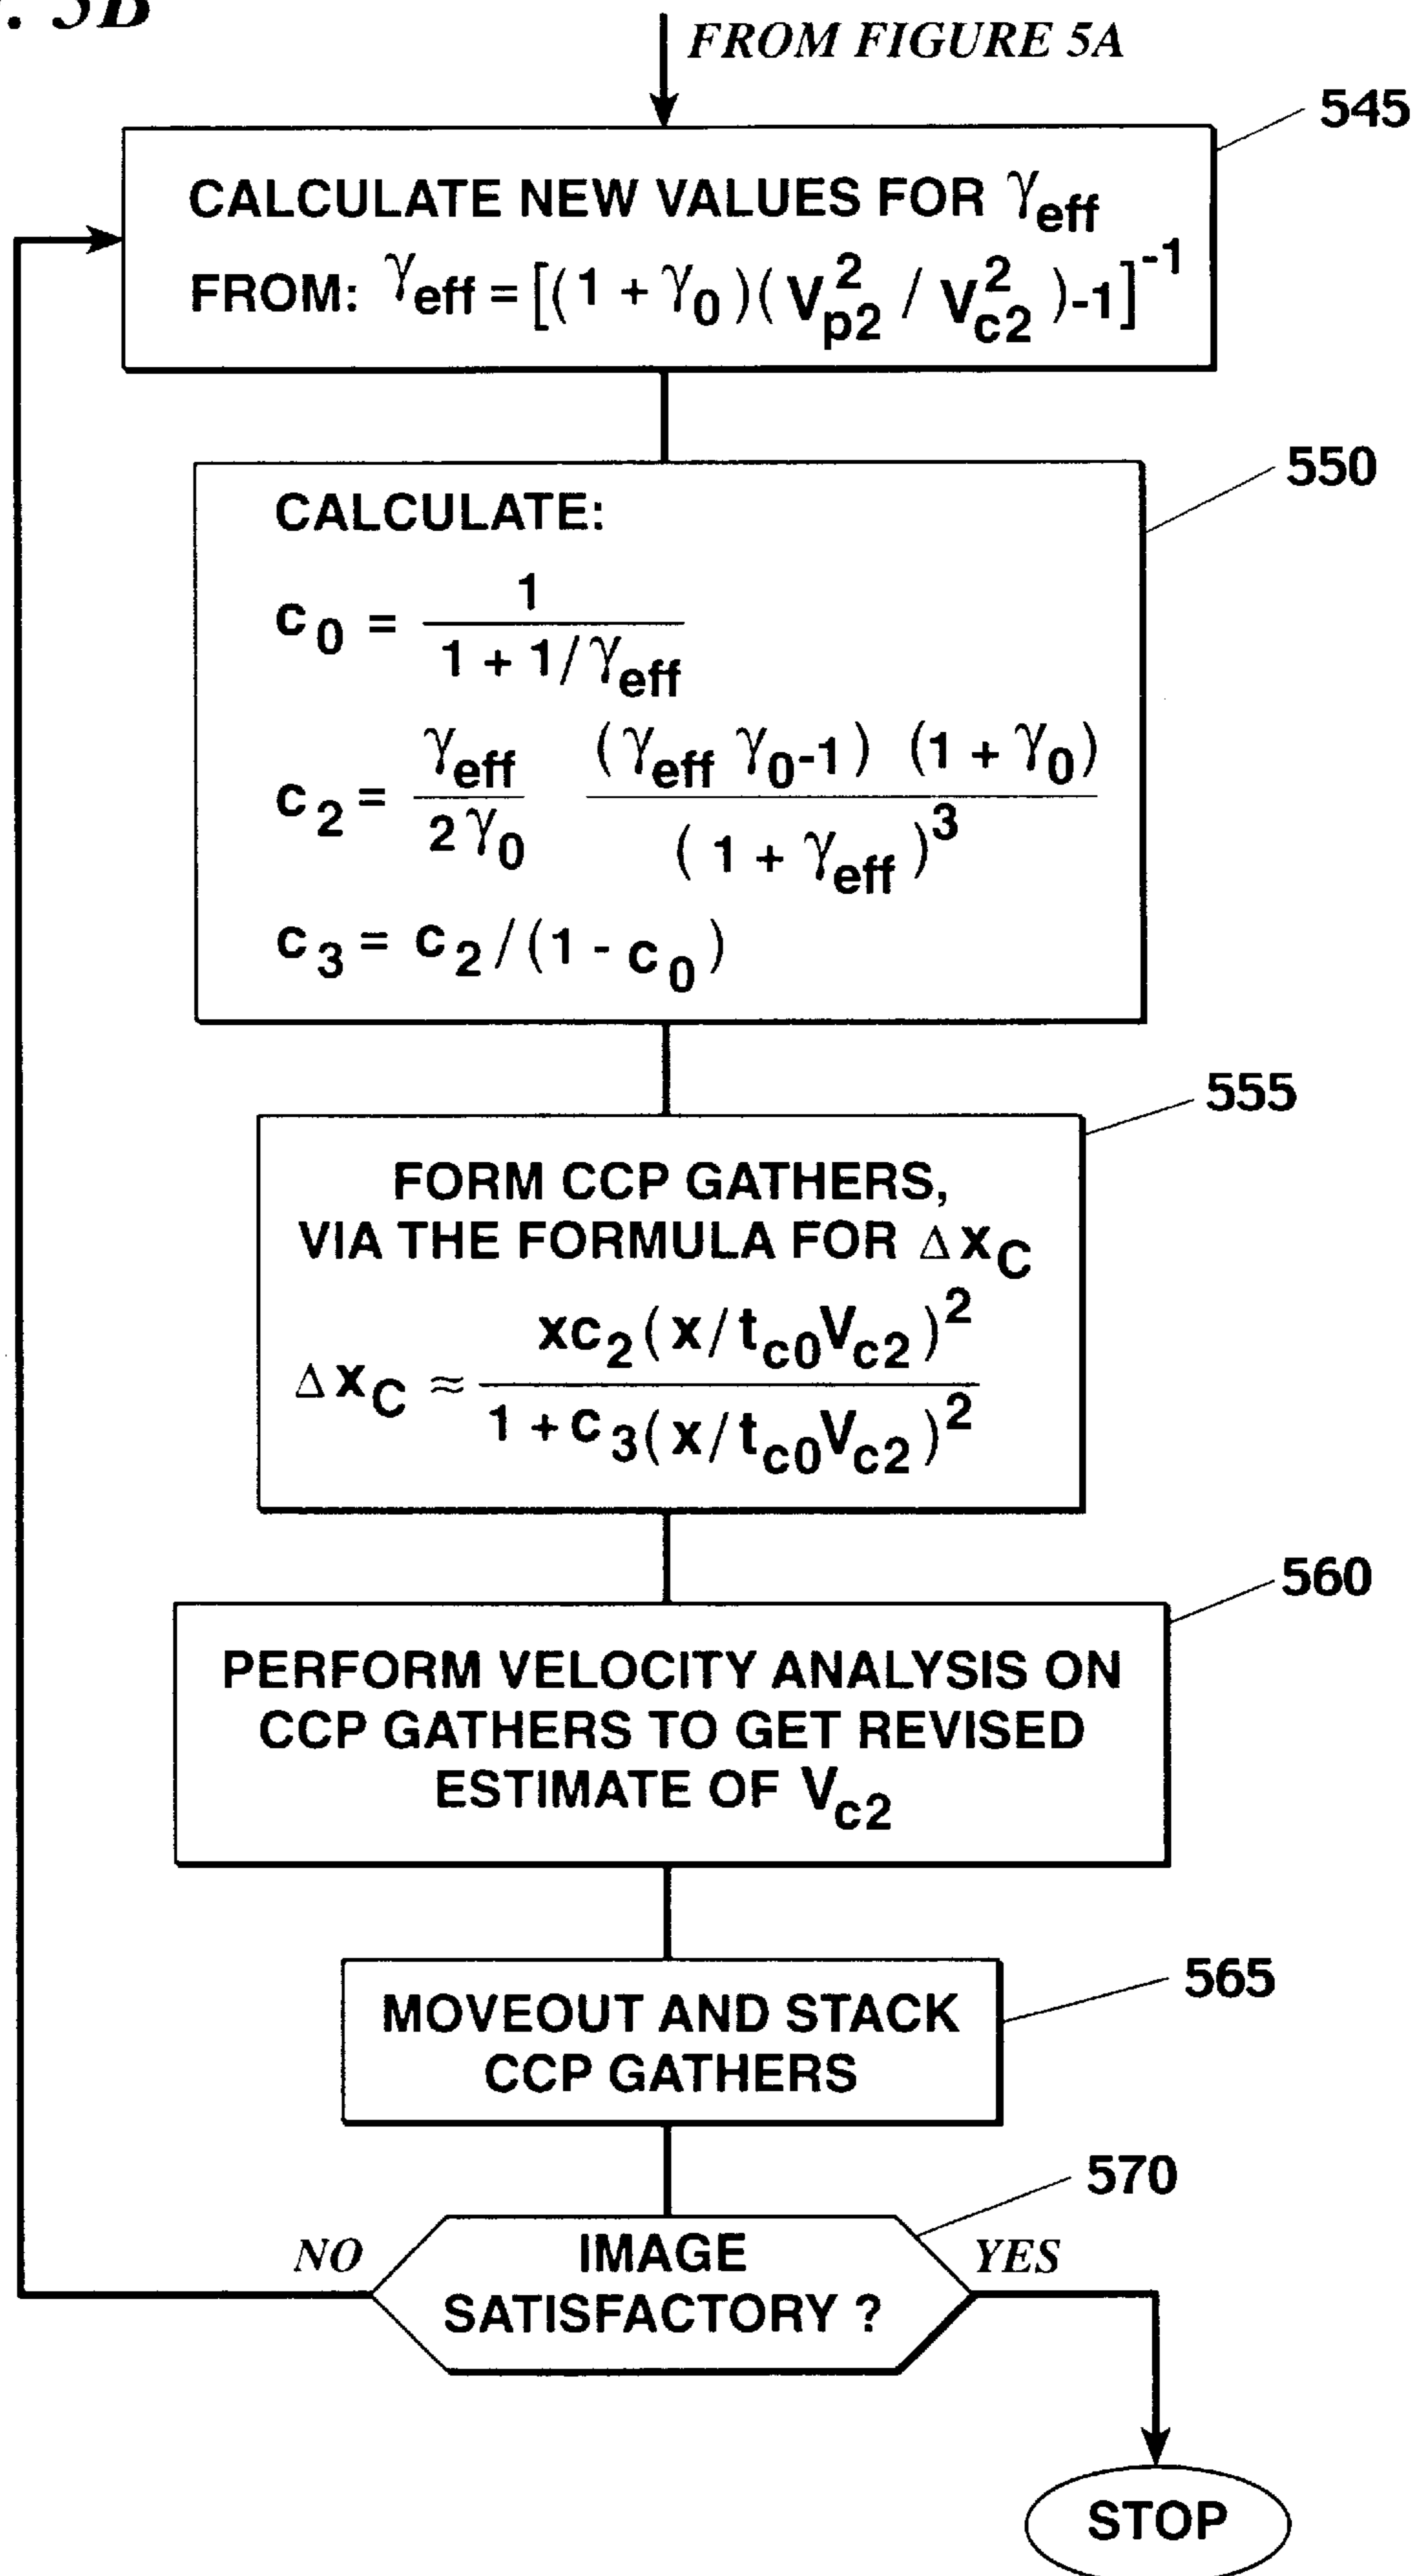 . 5B
FROM FIGURE 5A
545
CALCULATE NEW VALUES FOR γeff
FROM: γeff = [(1 + γ0)(Vp2² / Vc2²)-1]⁻¹
550
CALCULATE:
c0 = 1 / (1 + 1/γeff)
c2 = γeff / 2γ0 (γeff γ0-1) (1 + γ0) / (1 + γeff)³
c3 = c2/(1 - c0)
555
FORM CCP GATHERS,
VIA THE FORMULA FOR ΔxC
ΔxC ≈ xc2(x/tc0Vc2)² / 1 + c3(x/tc0Vc2)²
560
PERFORM VELOCITY ANALYSIS ON
CCP GATHERS TO GET REVISED
ESTIMATE OF Vc2
565
MOVEOUT AND STACK
CCP GATHERS
570
NO
IMAGE
SATISFACTORY ?
YES
STOP